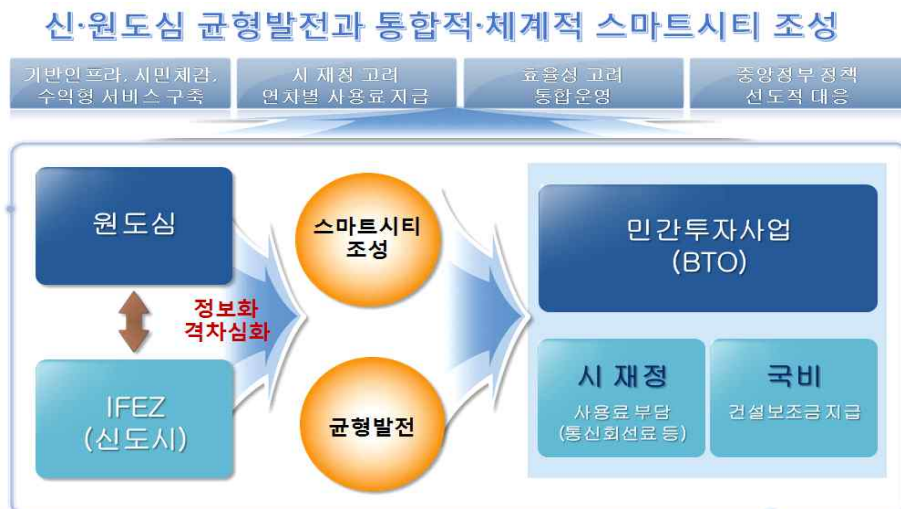 신·원도심 균형발전과 통합적·체계적 스마트시티 조성
기반인프라, 시민체감,
수익형 서비스 구축
시 재정 고려
연차별 사용료 지급
효율성 고려
통합운영
중앙정부 정책
선도적 대응
원도심
정보화
격차심화
IFEZ
(신도시)
스마트시티
조성
균형발전
민간투자사업
(BTO)
시 재정
사용료 부담
(통신회선료 등)
국비
건설보조금 지급